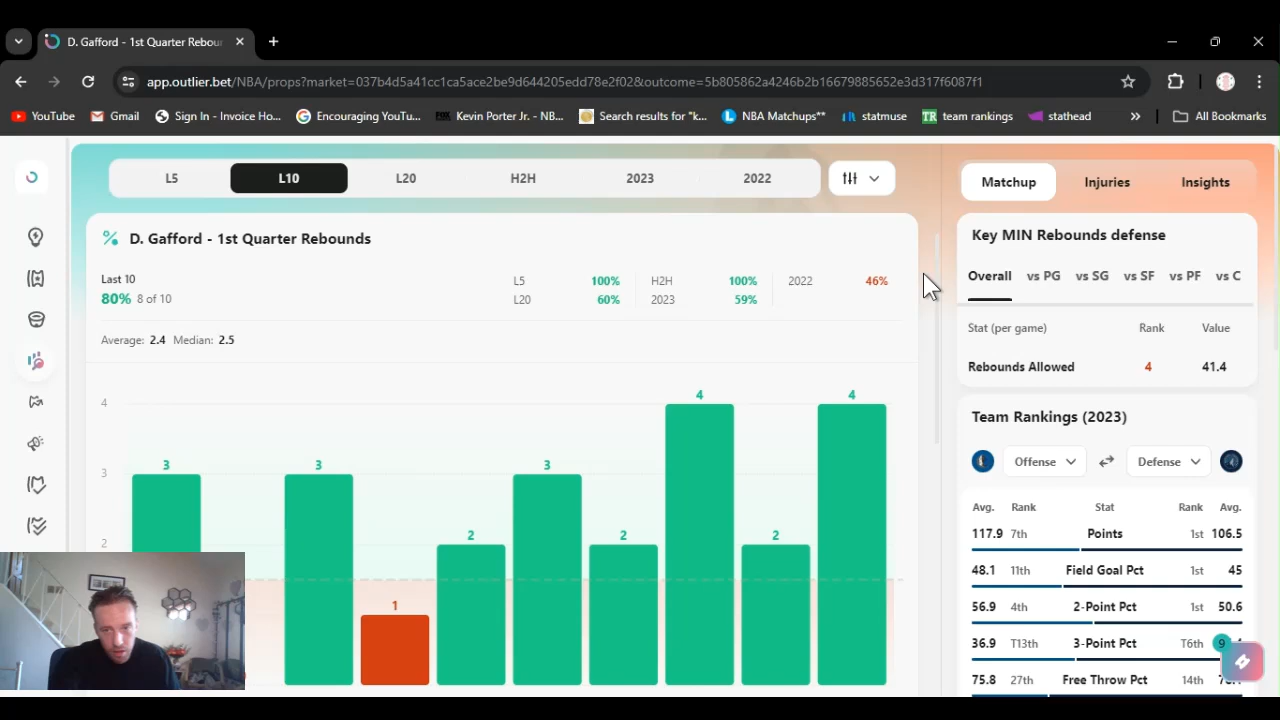 D. Gafford - 1st Quarter Rebour
app.outlier.bet/NBA/props?market=037b4d5a41cc1ca5ace2be9d644205edd78e2f02&outcome=5b805862a4246b2b16679885652e3d317f6087f1
YouTube Gmail Sign In - Invoice Ho... Encouraging YouTu... Kevin Porter Jr. - NB... Search results for "k... NBA Matchups** statmuse team rankings stathead » All Bookmarks
L5 L10 L20 H2H 2023 2022
Matchup Injuries Insights
D. Gafford - 1st Quarter Rebounds
Last 10
80% 8 of 10
L5 100% H2H 100% 2022 46%
L20 60% 2023 59%
Average: 2.4 Median: 2.5
4
3
2
3
3
1
2
3
2
4
2
4
Key MIN Rebounds defense
Overall vs PG vs SG vs SF vs PF vs C
Stat (per game) Rank Value
Rebounds Allowed 4 41.4
Team Rankings (2023)
Offense Defense
Avg. Rank Stat Rank Avg.
117.9 7th Points 1st 106.5
48.1 11th Field Goal Pct 1st 45
56.9 4th 2-Point Pct 1st 50.6
36.9 T13th 3-Point Pct T6th
9
75.8 27th Free Throw Pct 14th